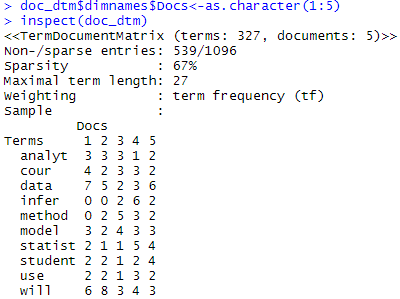 > doc_dtm$dimnames$Docs<-as.character(1:5)
> inspect(doc_dtm)
<<TermDocumentMatrix (terms: 327, documents: 5)>>
Non-/sparse entries: 539/1096
Sparsity           : 67%
Maximal term length: 27
Weighting          : term frequency (tf)
Sample             :
         Docs
Terms     1 2 3 4 5
  analyt  3 3 3 1 2
  cour    4 2 3 3 2
  data    7 5 2 3 6
  infer   0 0 2 6 2
  method  0 2 5 3 2
  model   3 2 4 3 3
  statist 2 1 1 5 4
  student 2 2 1 2 4
  use     2 2 1 3 2
  will    6 8 3 4 3